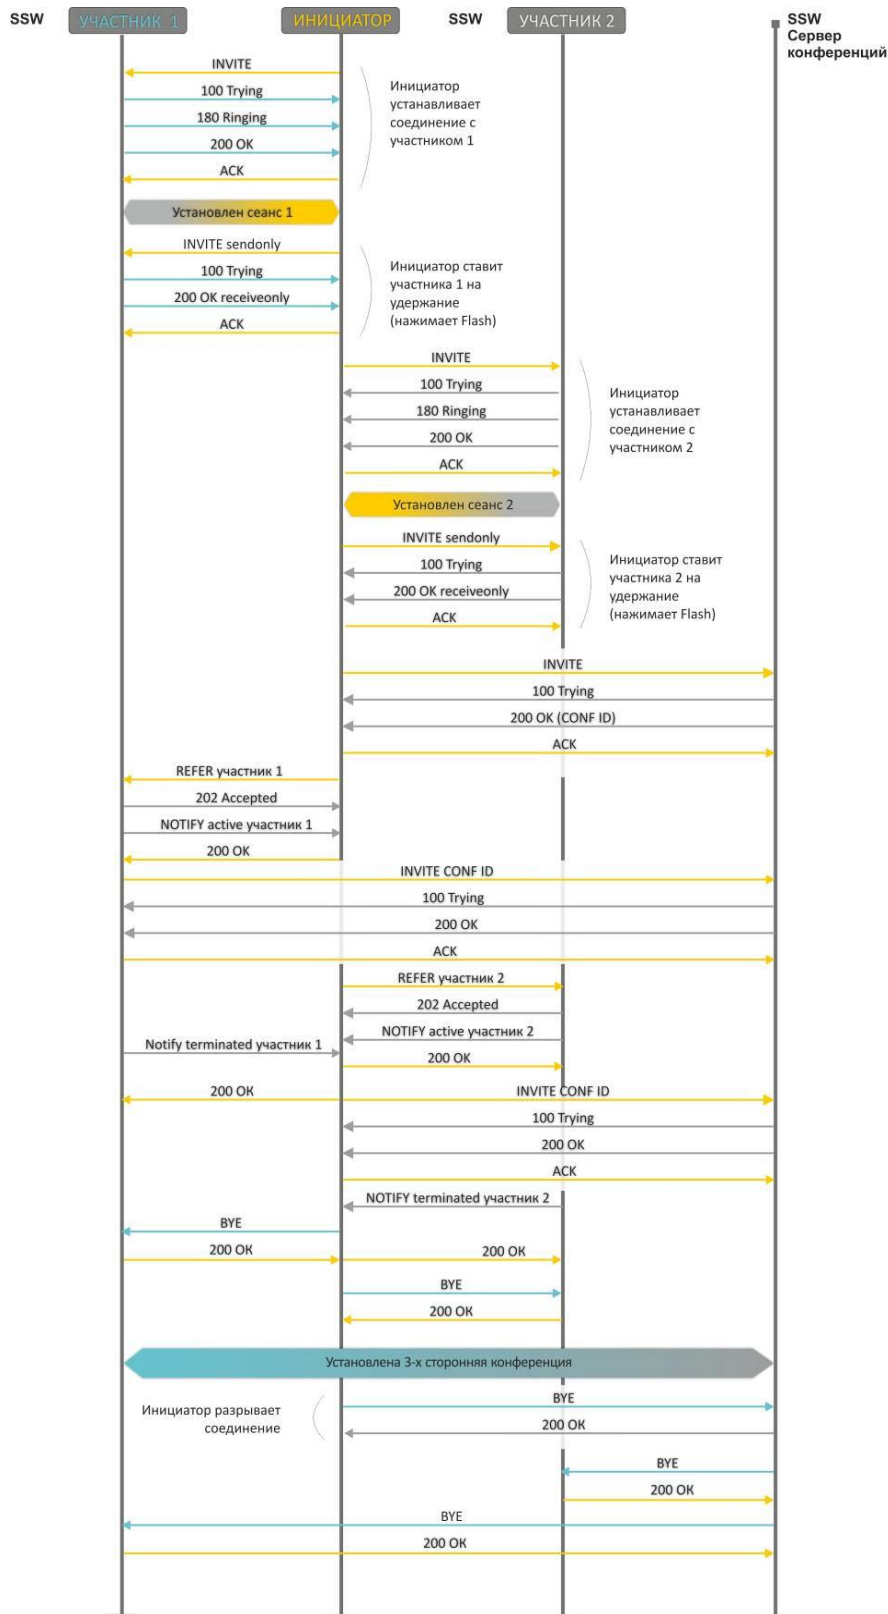 SSW
УЧАСТНИК 1
ИНИЦИАТОР
SSW
УЧАСТНИК 2
SSW
Сервер
конференций
INVITE
100 Trying
180 Ringing
200 OK
ACK
Инициатор
устанавливает
соединение с
участником 1
Установлен сеанс 1
INVITE sendonly
100 Trying
200 OK receiveonly
ACK
Инициатор ставит
участника 1 на
удержание
(нажимает Flash)
INVITE
100 Trying
180 Ringing
200 OK
ACK
Инициатор
устанавливает
соединение с
участником 2
Установлен сеанс 2
INVITE sendonly
100 Trying
200 OK receiveonly
ACK
Инициатор ставит
участника 2 на
удержание
(нажимает Flash)
INVITE
100 Trying
200 OK (CONF ID)
ACK
REFER участник 1
202 Accepted
NOTIFY active участник 1
200 OK
INVITE CONF ID
100 Trying
200 OK
ACK
REFER участник 2
202 Accepted
NOTIFY active участник 2
Notify terminated участник 1
200 OK
200 OK
INVITE CONF ID
100 Trying
200 OK
ACK
NOTIFY terminated участник 2
BYE
200 OK
200 OK
BYE
200 OK
Установлена 3-х сторонняя конференция
BYE
Инициатор разрывает
соединение
200 OK
BYE
200 OK
BYE
200 OK